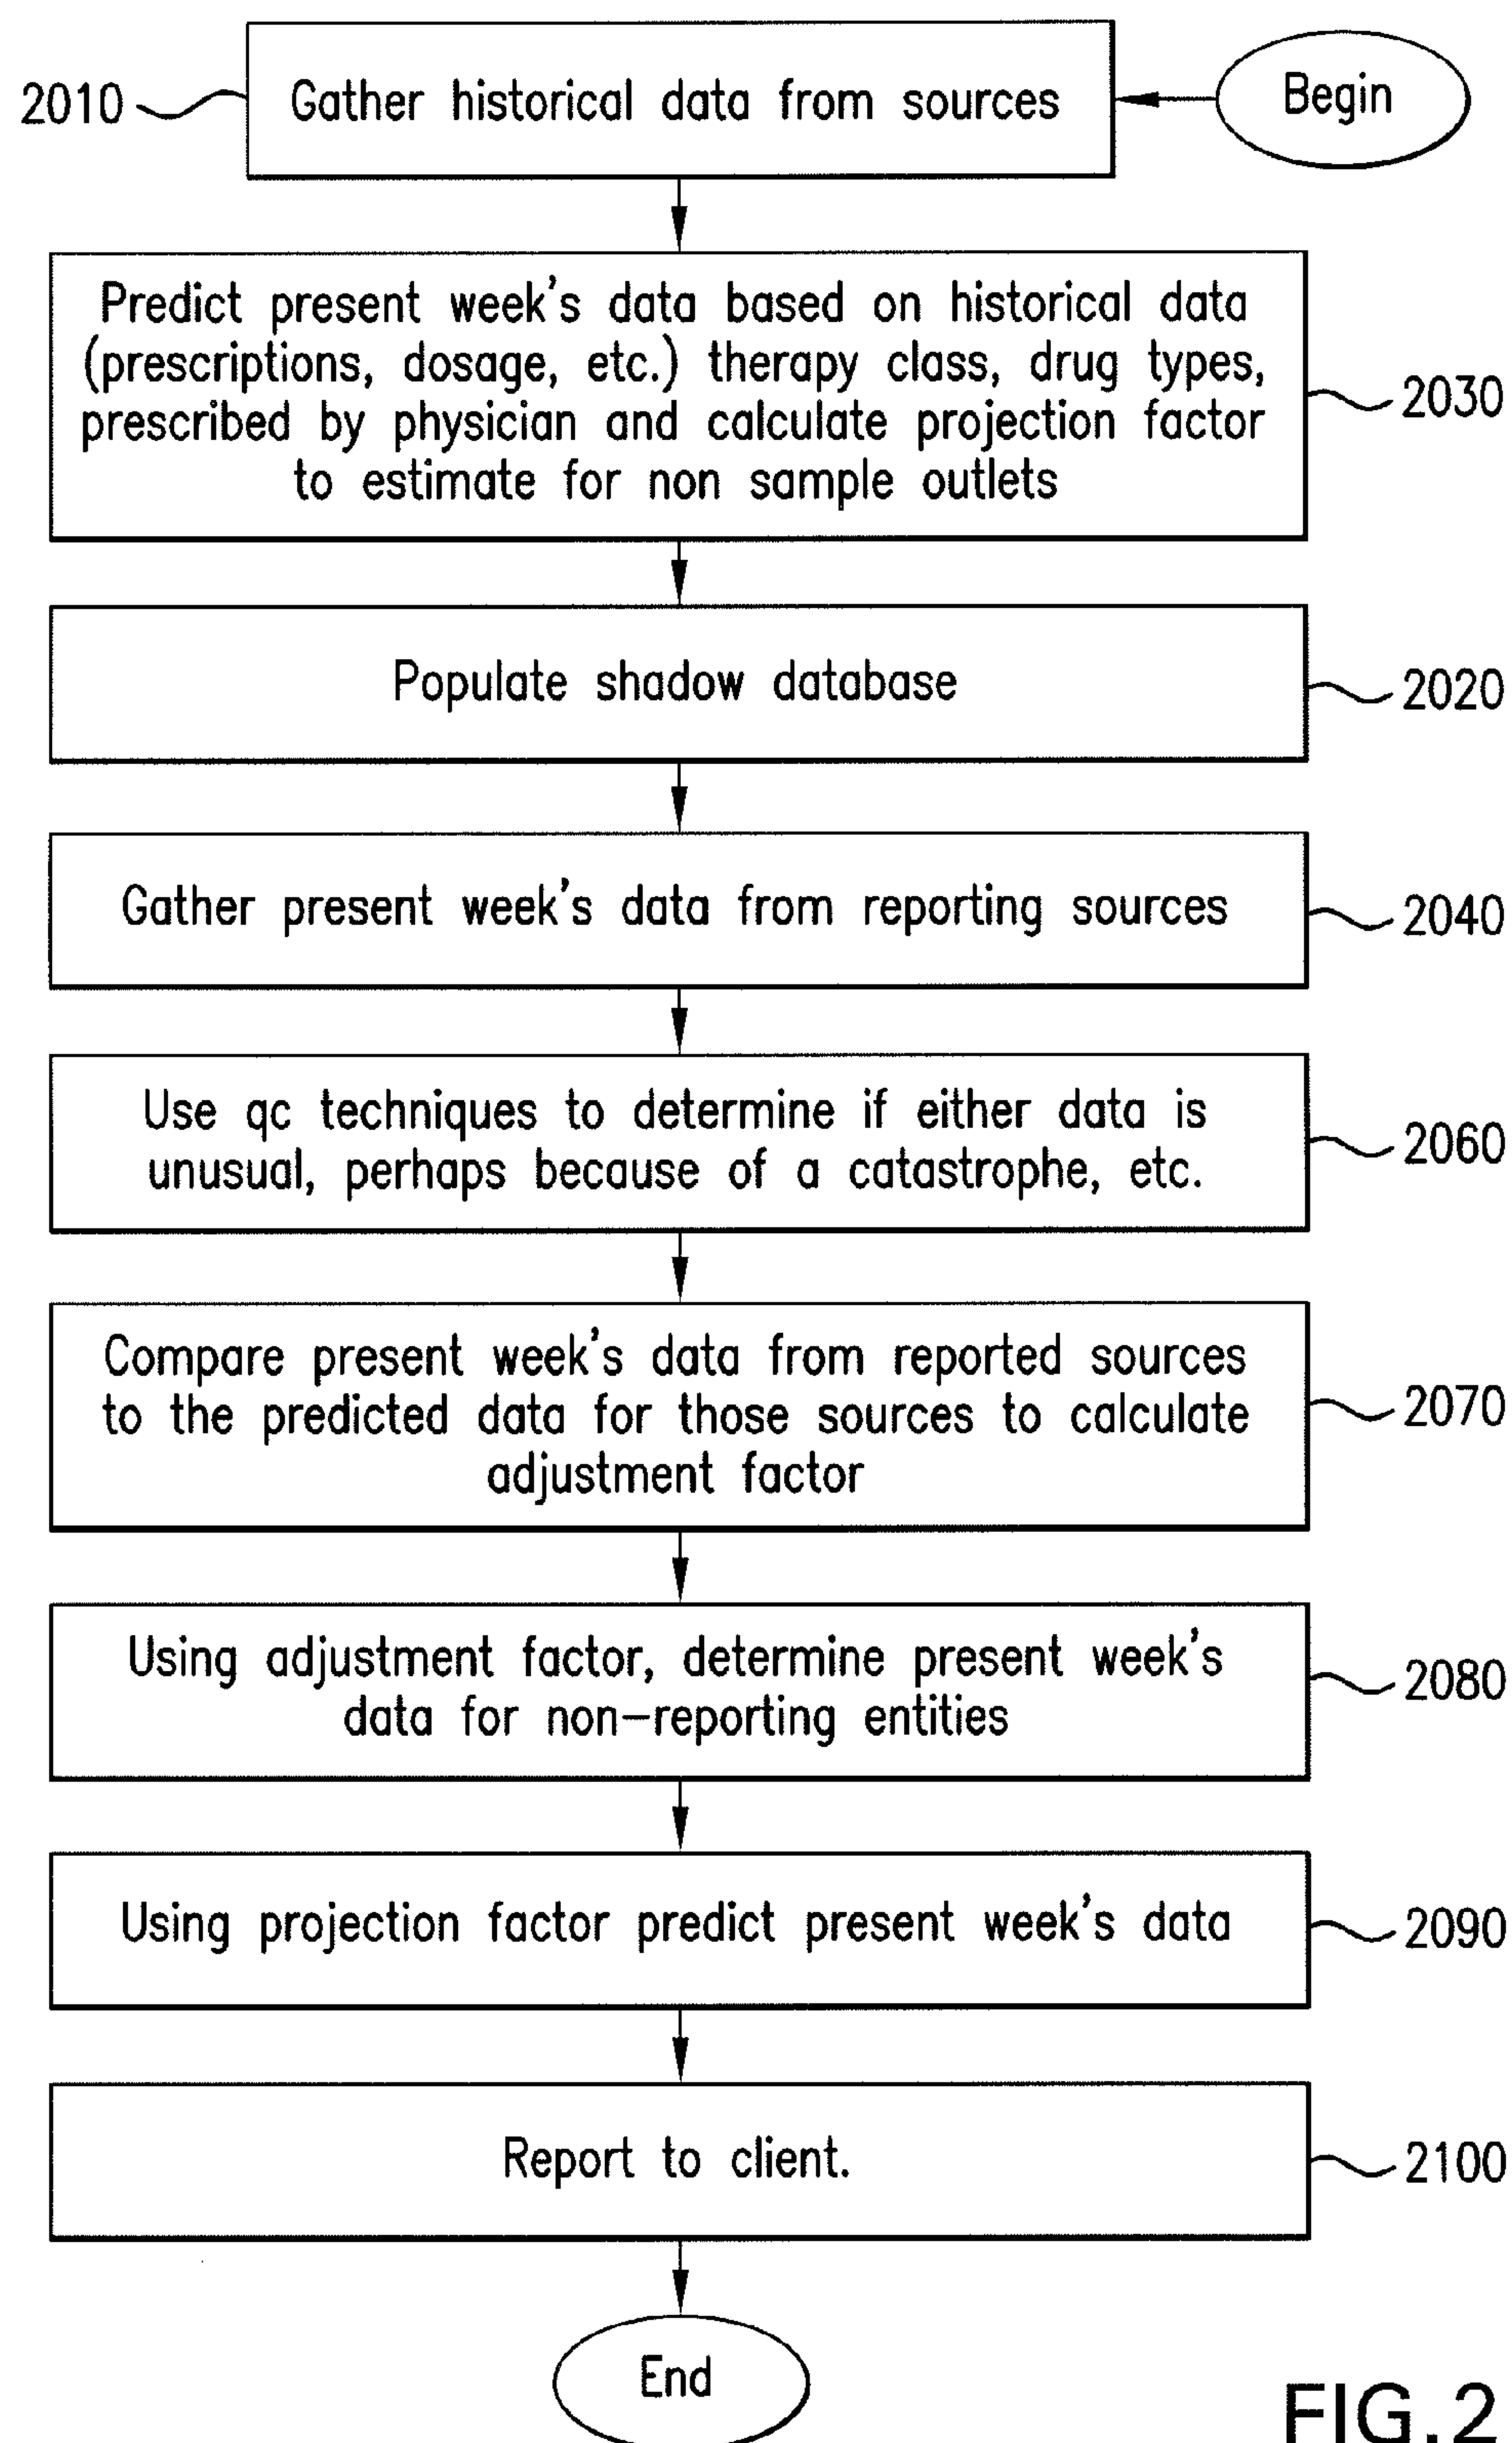 Begin
2010
Gather historical data from sources
Predict present week's data based on historical data
(prescriptions, dosage, etc.) therapy class, drug types,
prescribed by physician and calculate projection factor
to estimate for non sample outlets
2030
Populate shadow database
2020
Gather present week's data from reporting sources
2040
Use qc techniques to determine if either data is
unusual, perhaps because of a catastrophe, etc.
2060
Compare present week's data from reported sources
to the predicted data for those sources to calculate
adjustment factor
2070
Using adjustment factor, determine present week's
data for non-reporting entities
2080
Using projection factor predict present week's data
2090
Report to client.
2100
End
FIG.2